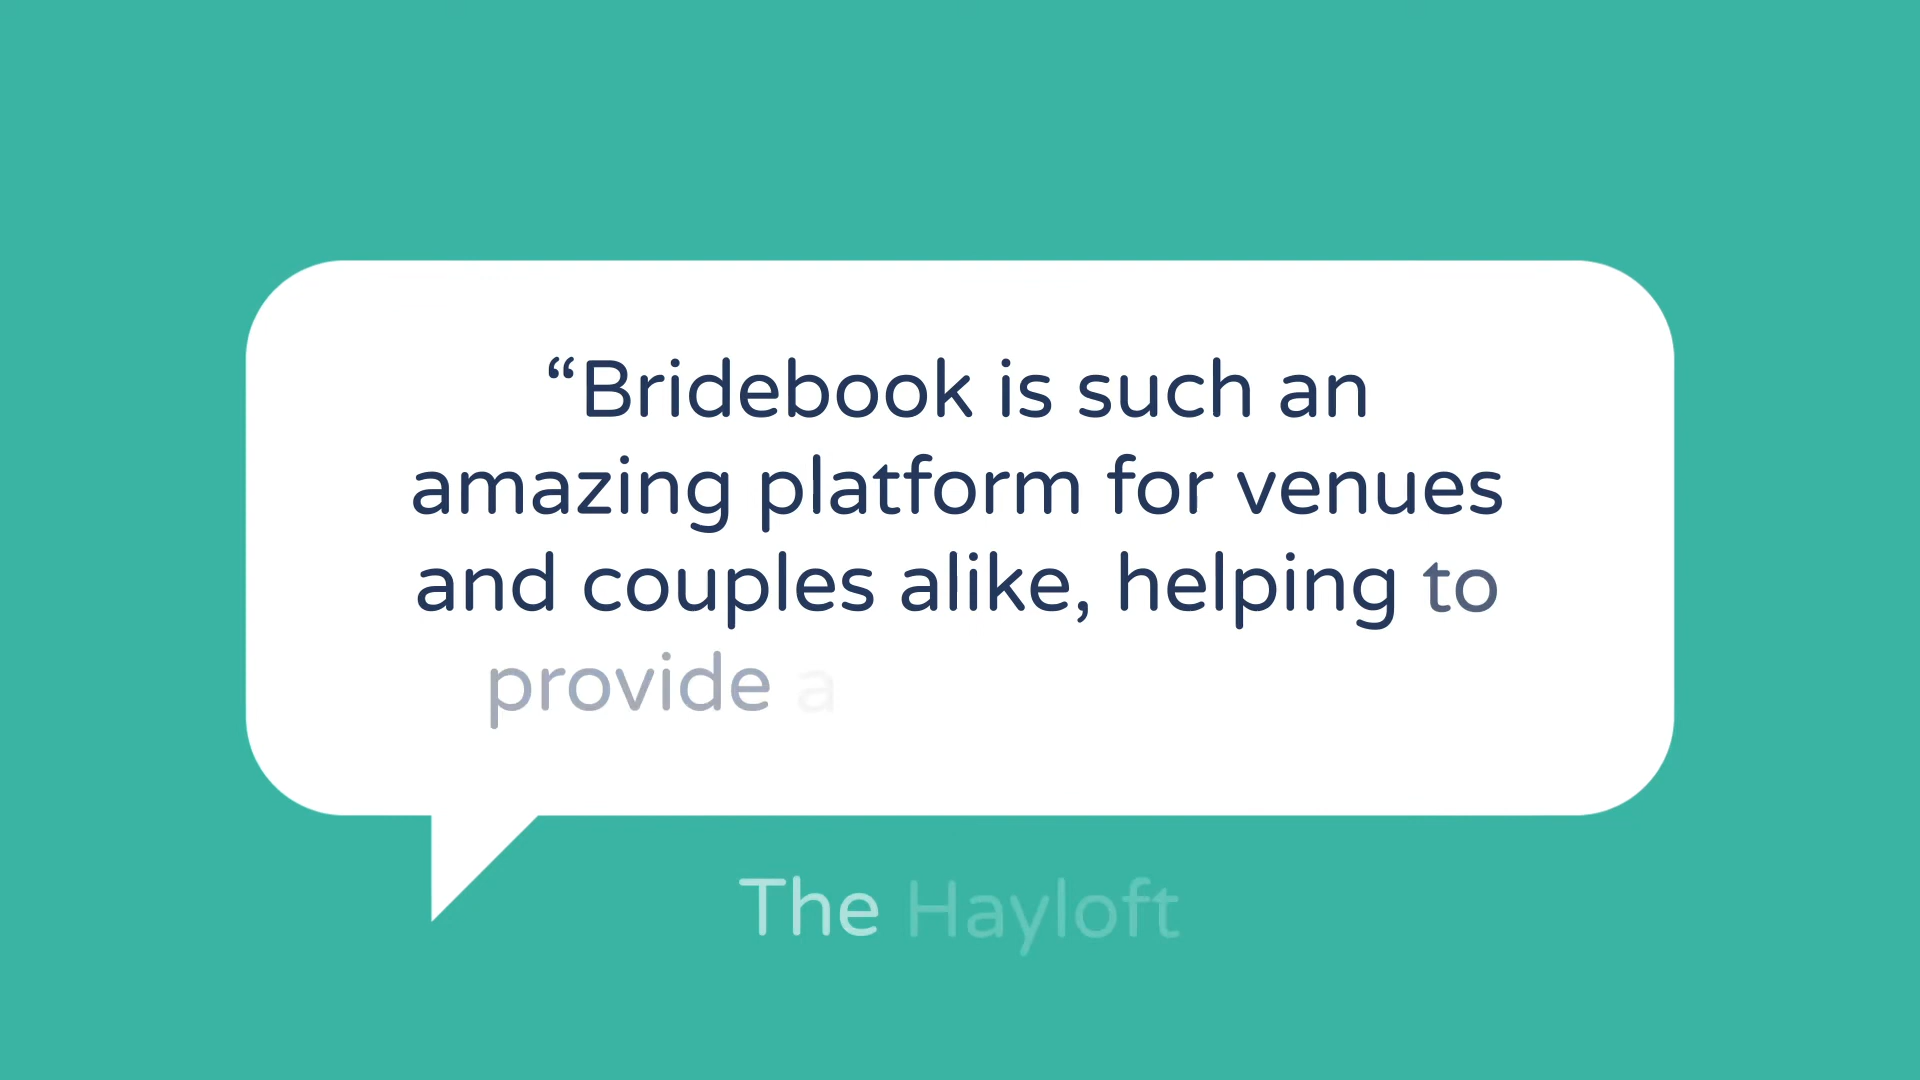 “Bridebook is such an
amazing platform for venues
and couples alike, helping to
provide a
The Hayloft